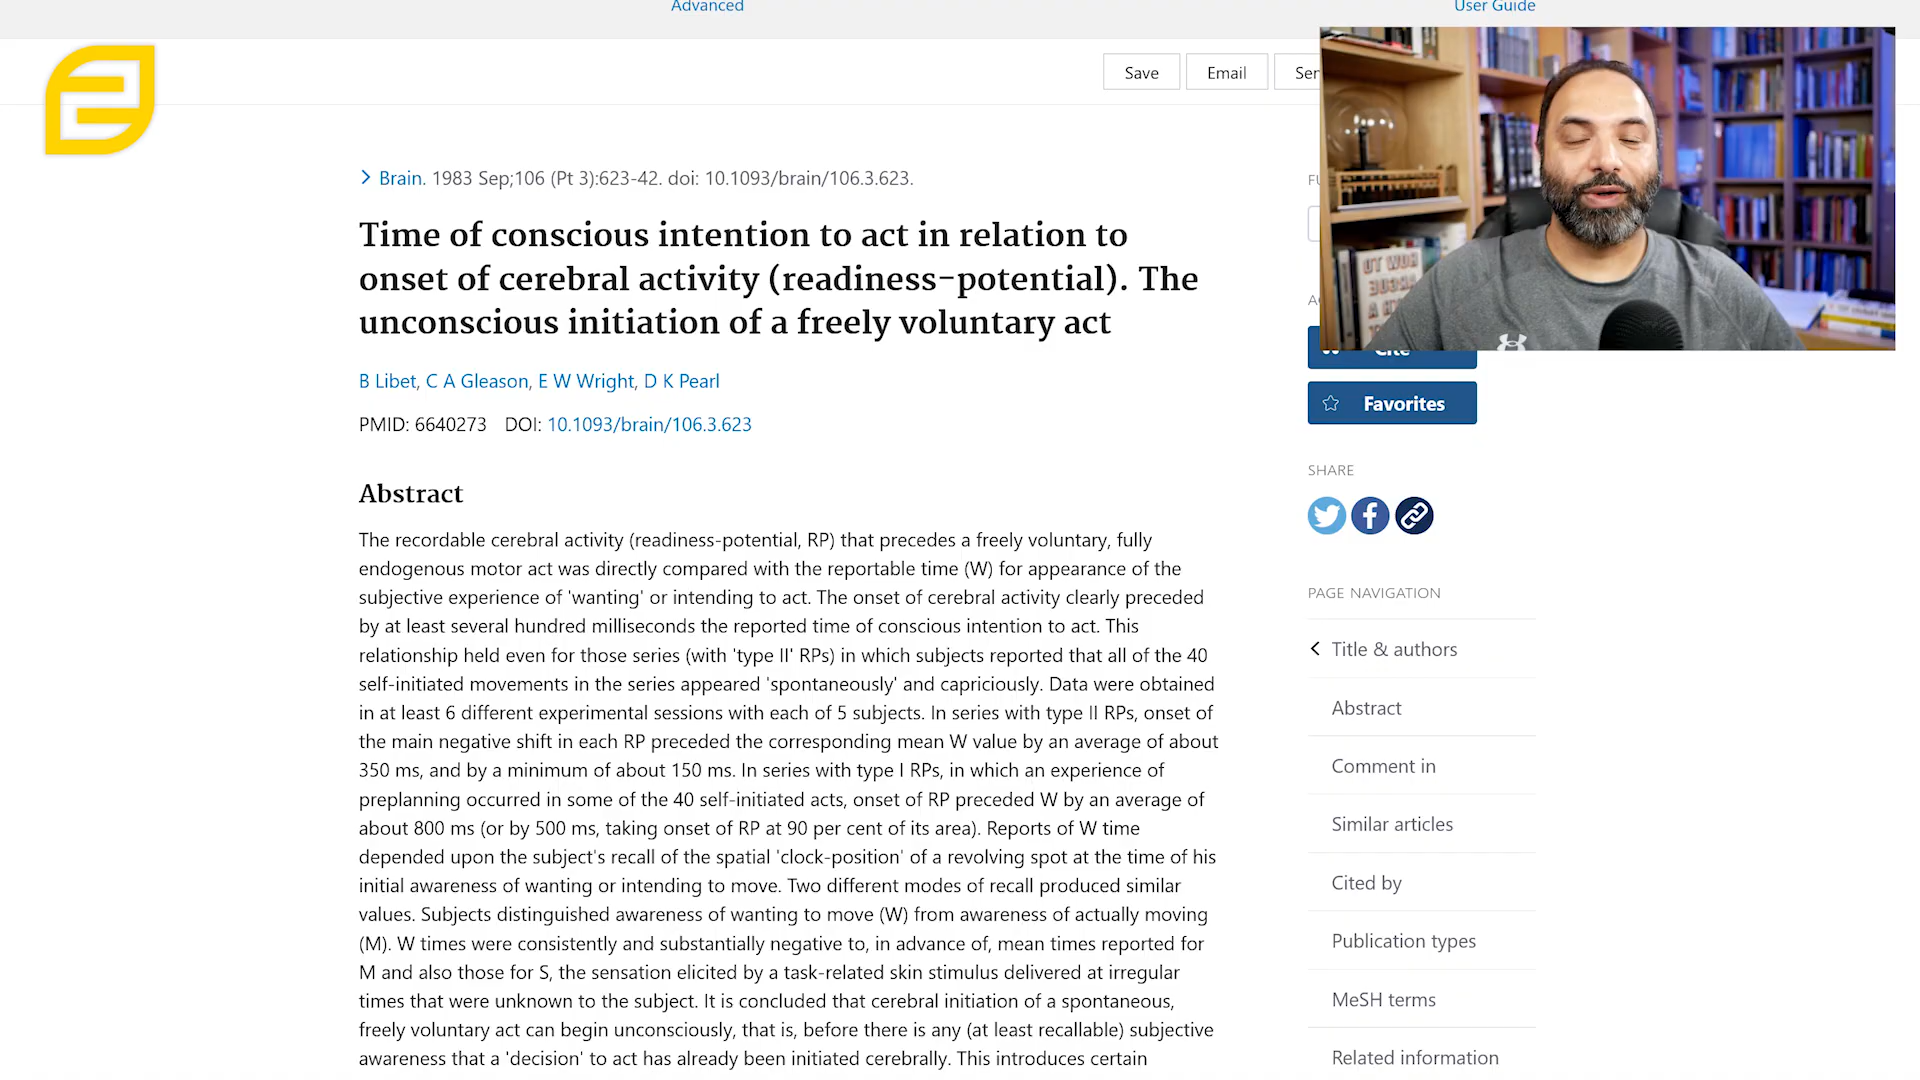 Advanced
User Guide
Save
Email
> Brain. 1983 Sep;106 (Pt 3):623-42. doi: 10.1093/brain/106.3.623.
Time of conscious intention to act in relation to
onset of cerebral activity (readiness-potential). The
unconscious initiation of a freely voluntary act
B Libet, C A Gleason, E W Wright, D K Pearl
PMID: 6640273 DOI: 10.1093/brain/106.3.623
Abstract
The recordable cerebral activity (readiness-potential, RP) that precedes a freely voluntary, fully
endogenous motor act was directly compared with the reportable time (W) for appearance of the
subjective experience of 'wanting' or intending to act. The onset of cerebral activity clearly preceded
by at least several hundred milliseconds the reported time of conscious intention to act. This
relationship held even for those series (with 'type II' RPs) in which subjects reported that all of the 40
self-initiated movements in the series appeared 'spontaneously' and capriciously. Data were obtained
in at least 6 different experimental sessions with each of 5 subjects. In series with type II RPs, onset of
the main negative shift in each RP preceded the corresponding mean W value by an average of about
350 ms, and by a minimum of about 150 ms. In series with type I RPs, in which an experience of
preplanning occurred in some of the 40 self-initiated acts, onset of RP preceded W by an average of
about 800 ms (or by 500 ms, taking onset of RP at 90 per cent of its area). Reports of W time
depended upon the subject's recall of the spatial 'clock-position' of a revolving spot at the time of his
initial awareness of wanting or intending to move. Two different modes of recall produced similar
values. Subjects distinguished awareness of wanting to move (W) from awareness of actually moving
(M). W times were consistently and substantially negative to, in advance of, mean times reported for
M and also those for S, the sensation elicited by a task-related skin stimulus delivered at irregular
times that were unknown to the subject. It is concluded that cerebral initiation of a spontaneous,
freely voluntary act can begin unconsciously, that is, before there is any (at least recallable) subjective
awareness that a 'decision' to act has already been initiated cerebrally. This introduces certain
Cite
Favorites
SHARE
PAGE NAVIGATION
Title & authors
Abstract
Comment in
Similar articles
Cited by
Publication types
MeSH terms
Related information